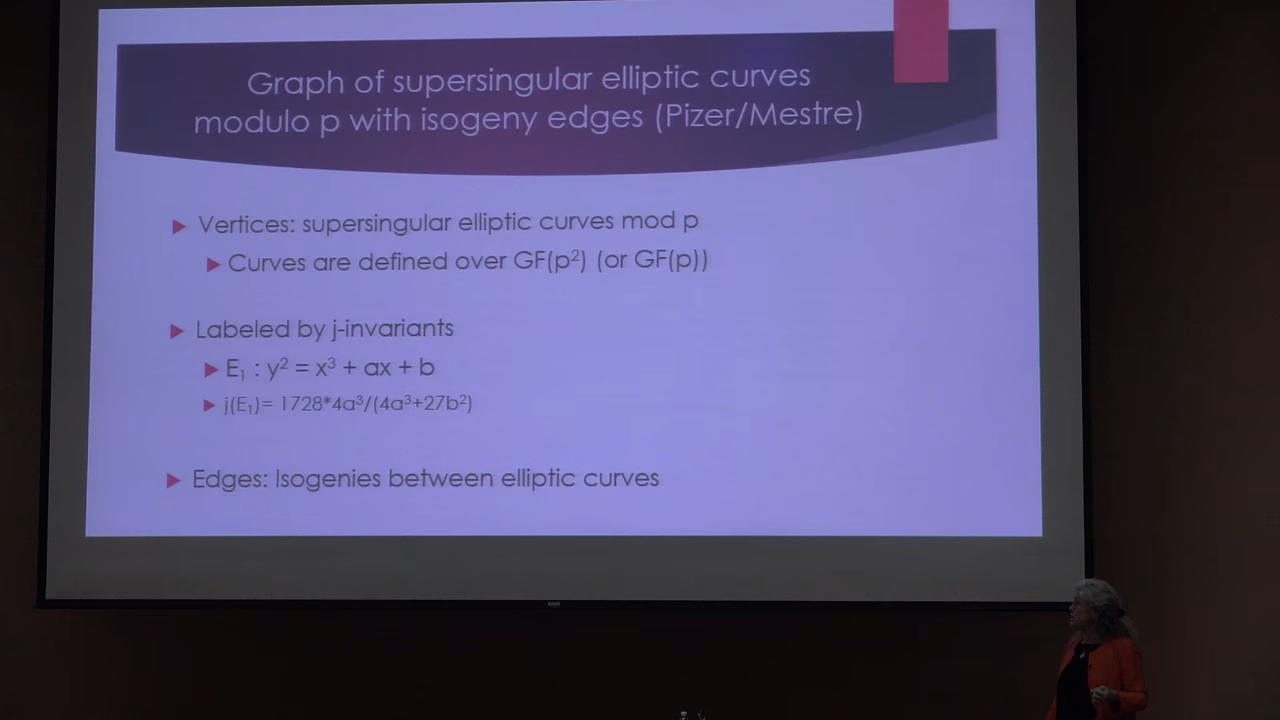 Graph of supersingular elliptic curves
modulo p with isogeny edges (Pizer/Mestre)
Vertices: supersingular elliptic curves mod p
Curves are defined over GF(p²) (or GF(p))
Labeled by j-invariants
E₁ : y² = x³ + ax + b
j(E₁)= 1728*4a³/(4a³+27b²)
Edges: Isogenies between elliptic curves